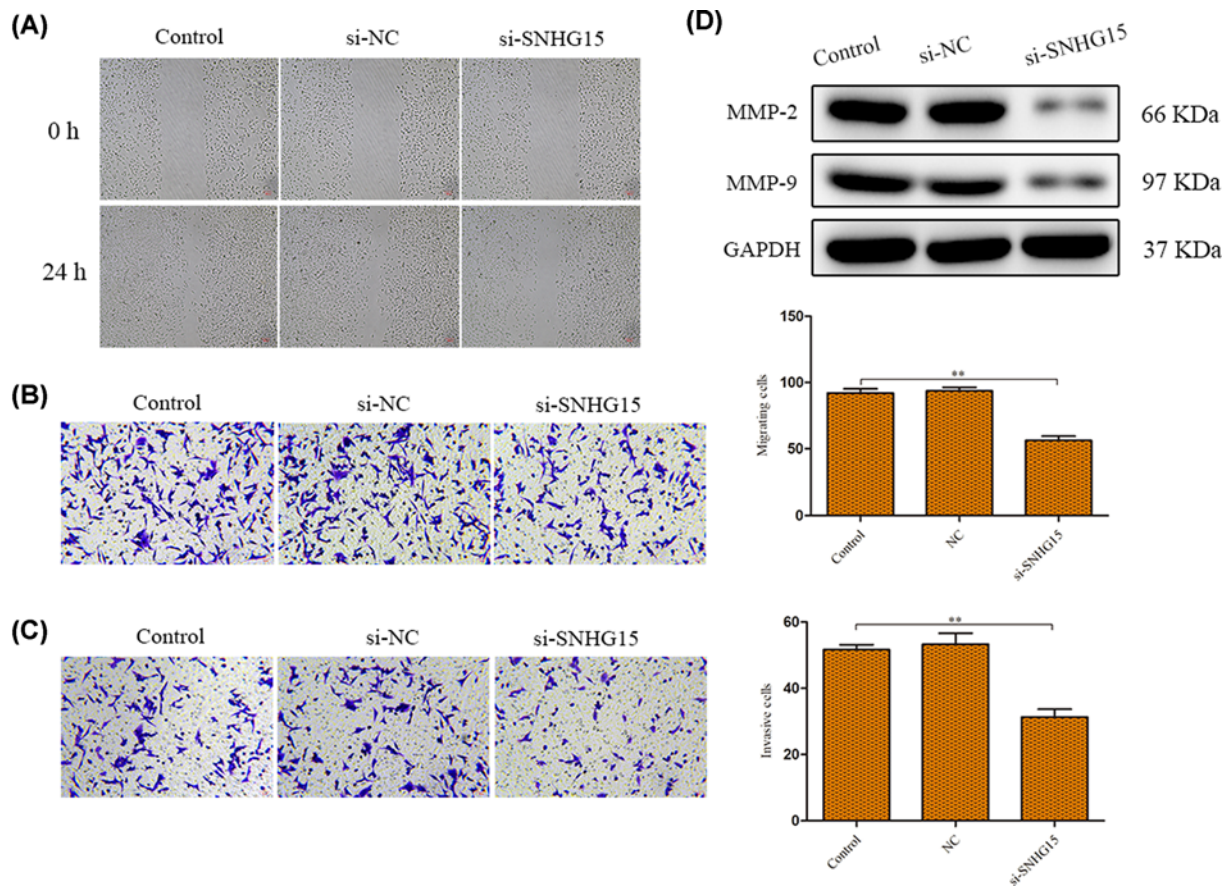 (A)
Control si-NC si-SNHG15
0 h
24 h
(B)
Control si-NC si-SNHG15
(C)
Control si-NC si-SNHG15
(D)
Control si-NC si-SNHG15
MMP-2 66 KDa
MMP-9 97 KDa
GAPDH 37 KDa
150
100
50
0
Migrating cells
**
Control NC si-SNHG15
60
40
20
0
Invasive cells
**
Control NC si-SNHG15